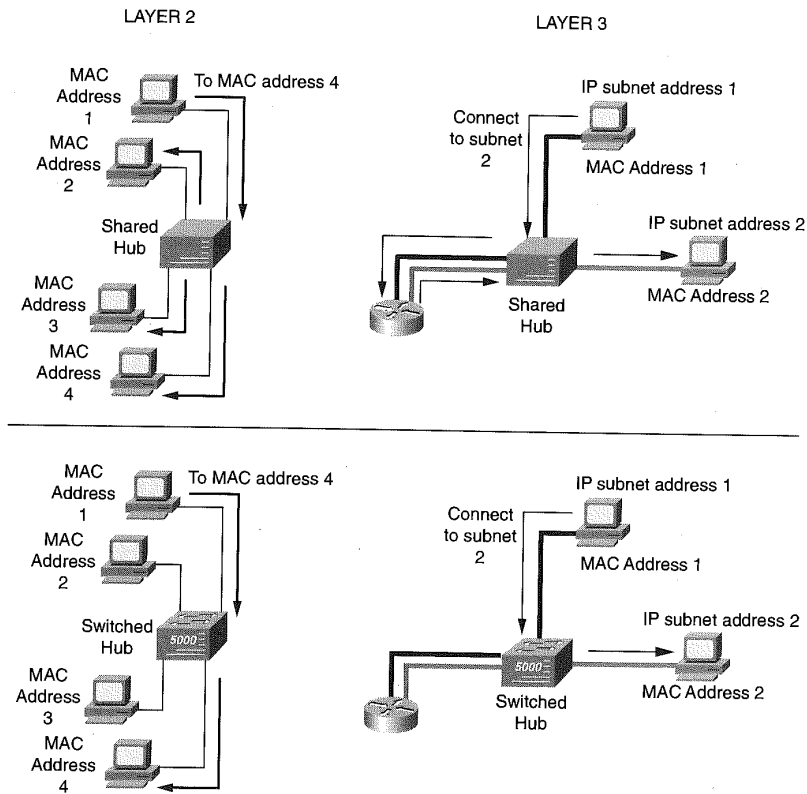 LAYER 2
LAYER 3
MAC
Address
1
To MAC address 4
MAC
Address
2
Shared
Hub
MAC
Address
3
MAC
Address
4
IP subnet address 1
Connect
to subnet
2
MAC Address 1
IP subnet address 2
MAC Address 2
Shared
Hub
MAC
Address
1
To MAC address 4
MAC
Address
2
Switched
Hub
5000
MAC
Address
3
MAC
Address
4
IP subnet address 1
Connect
to subnet
2
MAC Address 1
IP subnet address 2
5000
MAC Address 2
Switched
Hub